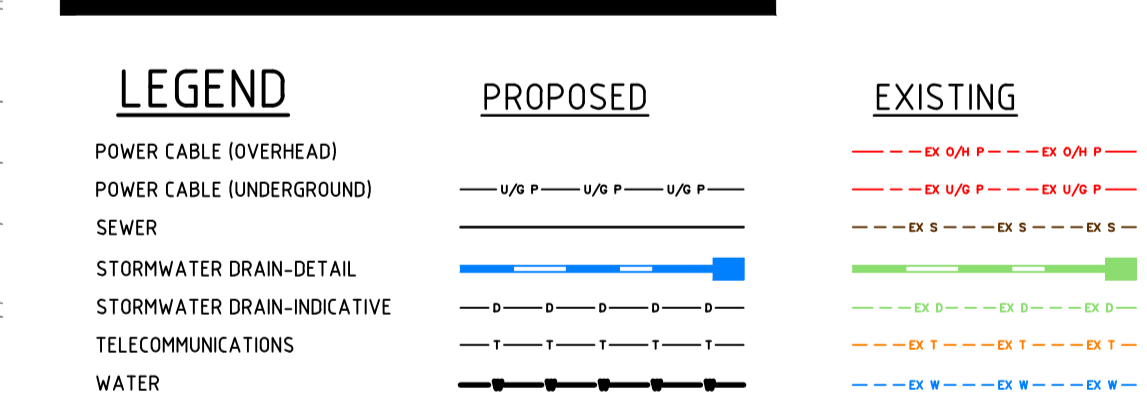 LEGEND PROPOSED EXISTING
POWER CABLE (OVERHEAD) EX O/H P EX O/H P
POWER CABLE (UNDERGROUND) U/G P U/G P U/G P EX U/G P EX U/G P
SEWER EX S EX S EX S
STORMWATER DRAIN-DETAIL
STORMWATER DRAIN-INDICATIVE D D D D D EX D EX D EX D
TELECOMMUNICATIONS T T T T T EX T EX T EX T
WATER EX W EX W EX W